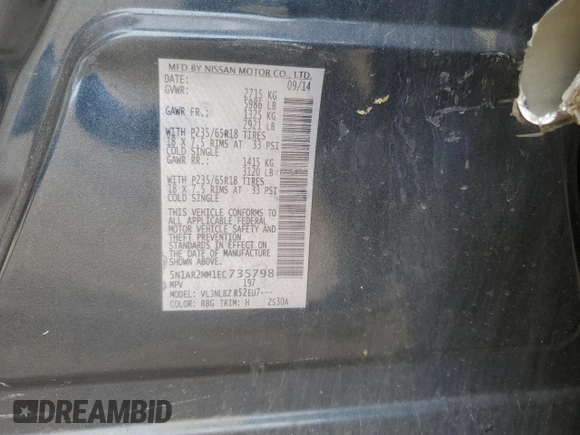 MFD BY NISSAN MOTOR CO., LTD.
DATE: 09/14
GVWR: 2715 KG
5986 LB
GAWR FR.: 1325 KG
2921 LB
WITH P235/65R18 TIRES
18 X 7.5 RIMS AT 33 PSI
COLD SINGLE
GAWR RR.: 1415 KG
3120 LB
WITH P235/65R18 TIRES
18 X 7.5 RIMS AT 33 PSI
COLD SINGLE
THIS VEHICLE CONFORMS TO
ALL APPLICABLE FEDERAL
MOTOR VEHICLE SAFETY AND
THEFT PREVENTION
STANDARDS IN EFFECT ON
THE DATE OF MANUFACTURE
SHOWN ABOVE.
5N1AR2MM1EC735798
MPV 197
MODEL: VL3NLBZ R52EU7---
COLOR: RBG TRIM: H ZS30A
DREAMBID